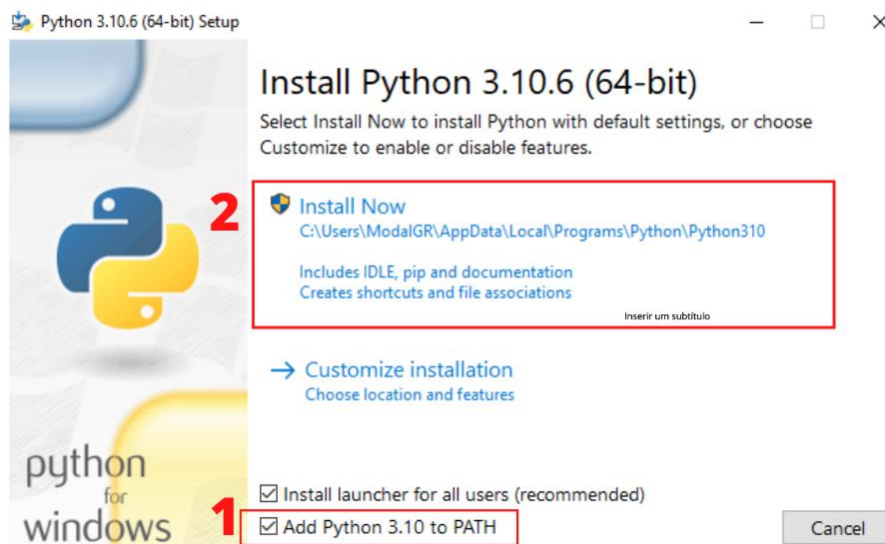 Python 3.10.6 (64-bit) Setup
Install Python 3.10.6 (64-bit)
Select Install Now to install Python with default settings, or choose
Customize to enable or disable features.
2
Install Now
C:\Users\ModalGR\AppData\Local\Programs\Python\Python310
Includes IDLE, pip and documentation
Creates shortcuts and file associations
Inserir um subtítulo
→ Customize installation
Choose location and features
python
for
windows
Install launcher for all users (recommended)
1
Add Python 3.10 to PATH
Cancel